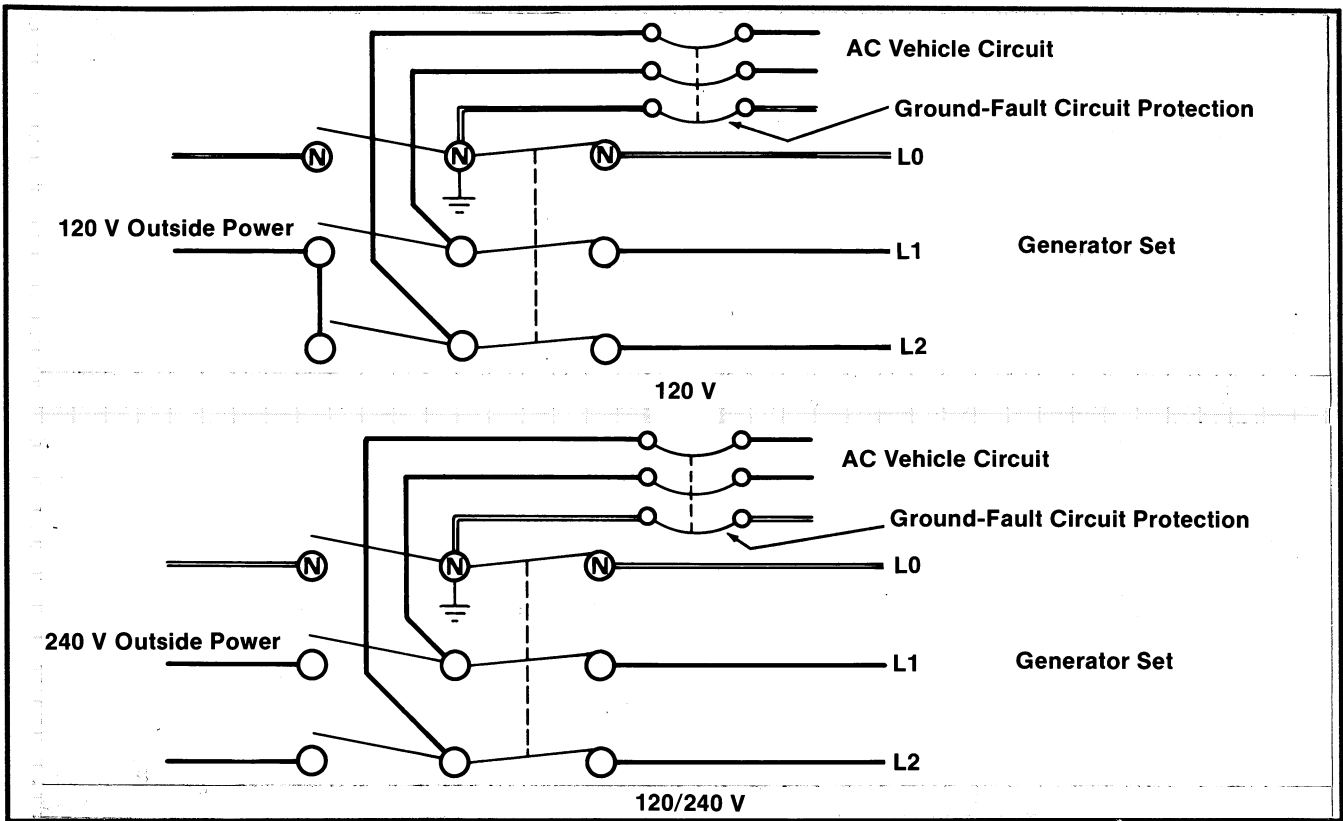 AC Vehicle Circuit
Ground-Fault Circuit Protection
N N N L0
120 V Outside Power
L1 Generator Set
L2
120 V
AC Vehicle Circuit
Ground-Fault Circuit Protection
N N N L0
240 V Outside Power
L1 Generator Set
L2
120/240 V